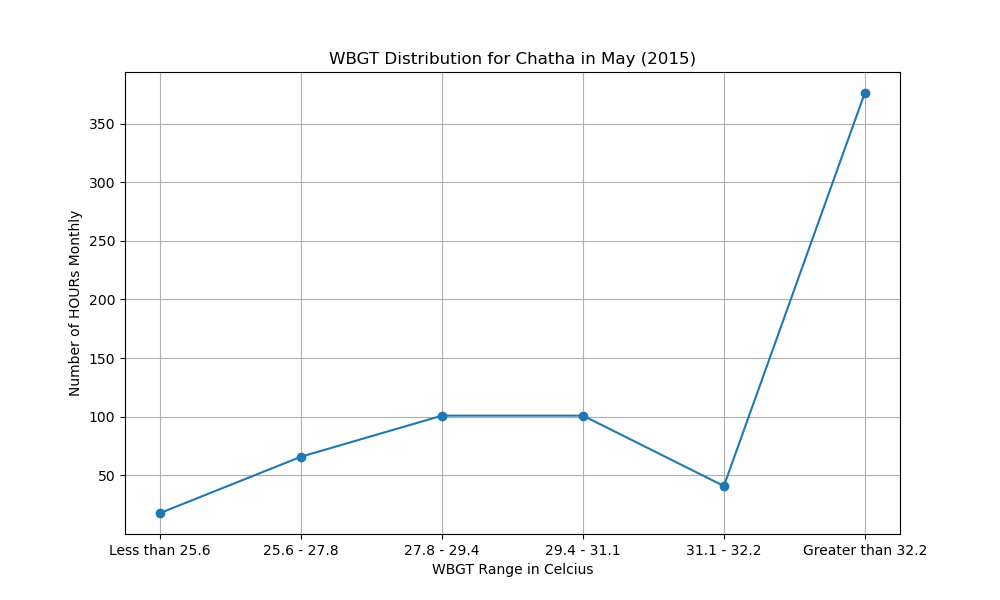 WBGT Distribution for Chatha in May (2015)
Number of HOURs Monthly
350
300
250
200
150
100
50
Less than 25.6
25.6 - 27.8
27.8 - 29.4
29.4 - 31.1
31.1 - 32.2
Greater than 32.2
WBGT Range in Celcius